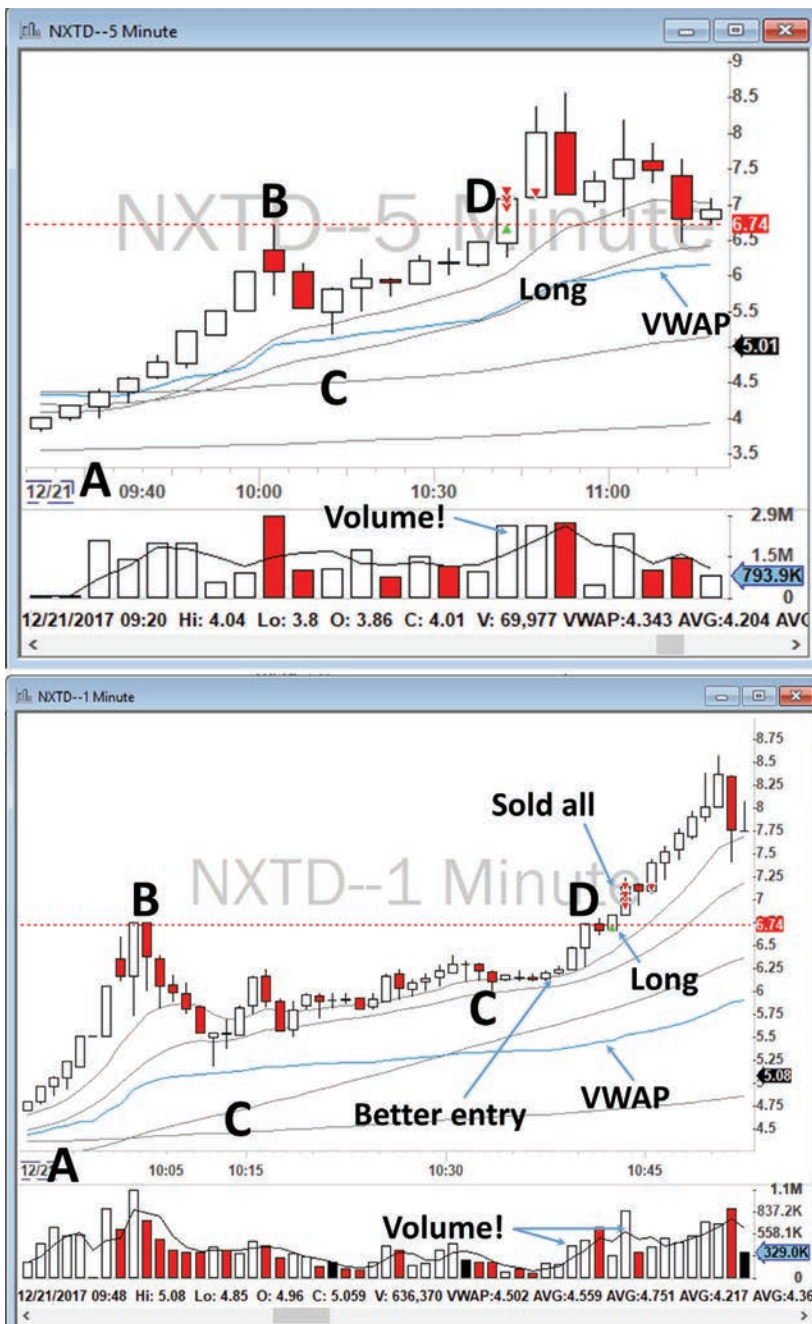 NXTD--5 Minute
9
8.5
8
7.5
7
6.74
6.5
6
5.5
5.01
4.5
4
3.5
NXTD--5 Minute
B
D
Long
VWAP
C
A
12/21 09:40 10:00 10:30 11:00
Volume!
2.9M
1.5M
793.9K
0
12/21/2017 09:20 Hi: 4.04 Lo: 3.8 O: 3.86 C: 4.01 V: 69,977 VWAP:4.343 AVG:4.204 AVG
NXTD--1 Minute
8.75
8.5
8.25
8
7.75
7.5
7.25
7
6.74
6.5
6.25
6
5.75
5.5
5.25
5.08
4.75
4.5
Sold all
NXTD--1 Minute
B
D
Long
C
VWAP
Better entry
C
A
10:05 10:15 10:30 10:45
Volume!
1.1M
837.2K
558.1K
329.0K
0
12/21/2017 09:48 Hi: 5.08 Lo: 4.85 O: 4.96 C: 5.059 V: 636,370 VWAP:4.502 AVG:4.559 AVG:4.751 AVG:4.217 AVG:4.36